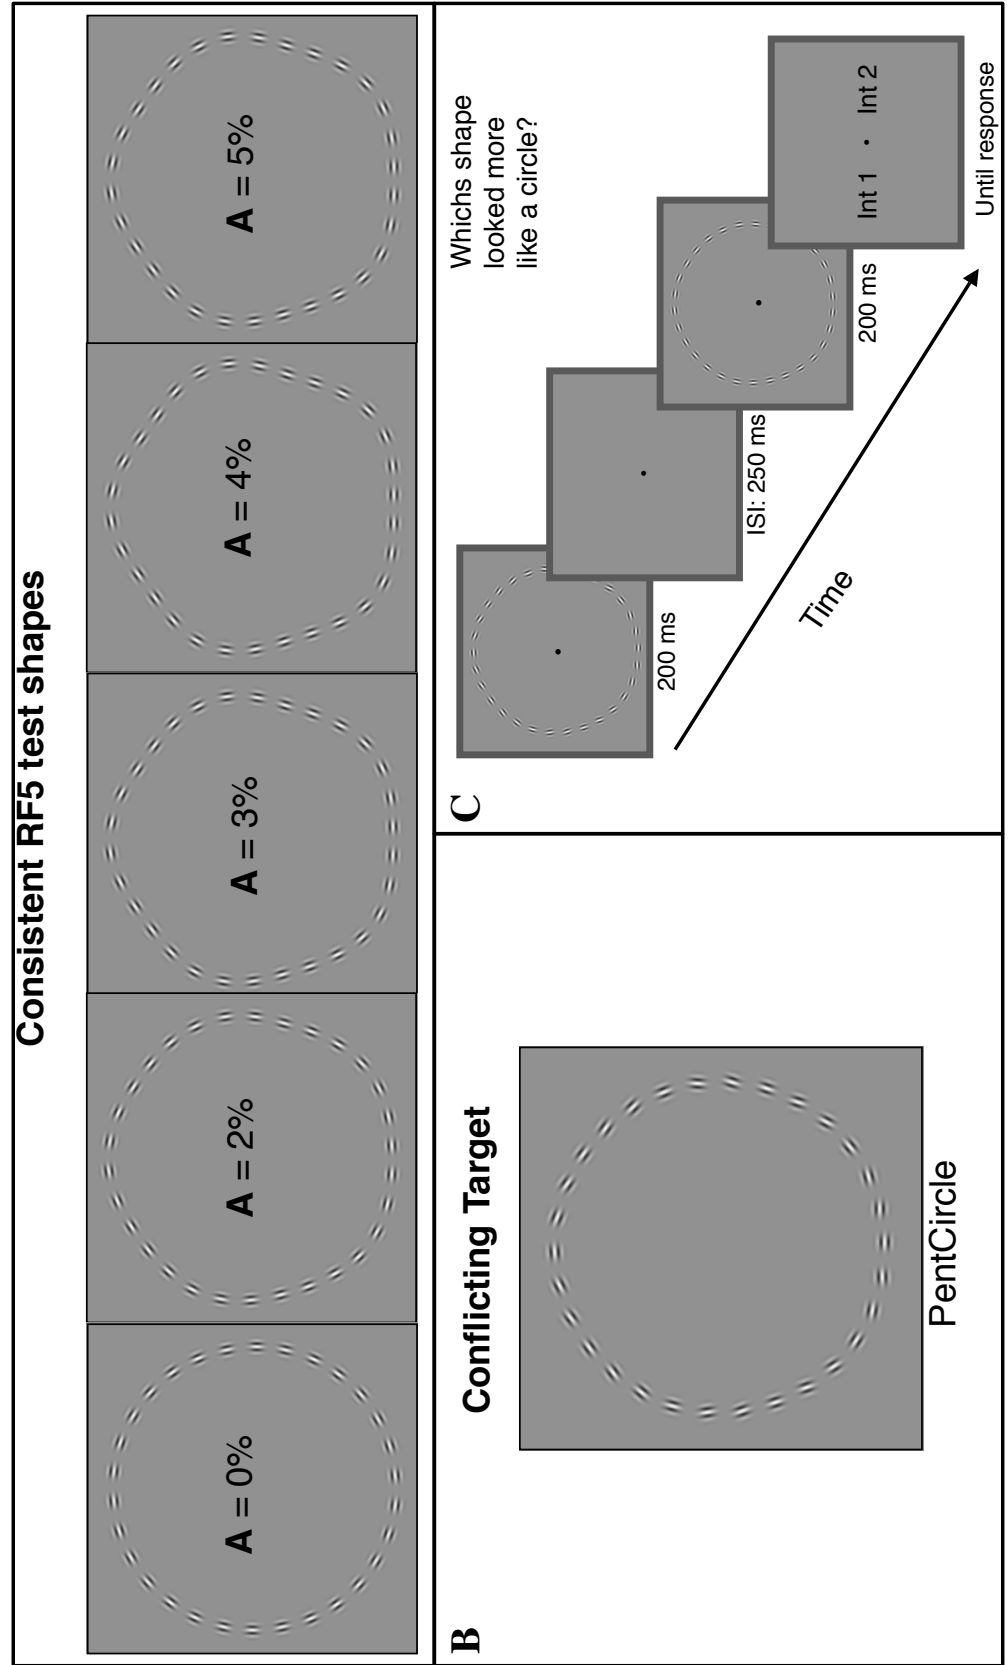 Consistent RF5 test shapes
A = 0%
A = 2%
A = 3%
A = 4%
A = 5%
B
Conflicting Target
PentCircle
C
Whichs shape
looked more
like a circle?
200 ms
ISI: 250 ms
200 ms
Int 1 • Int 2
Until response
Time